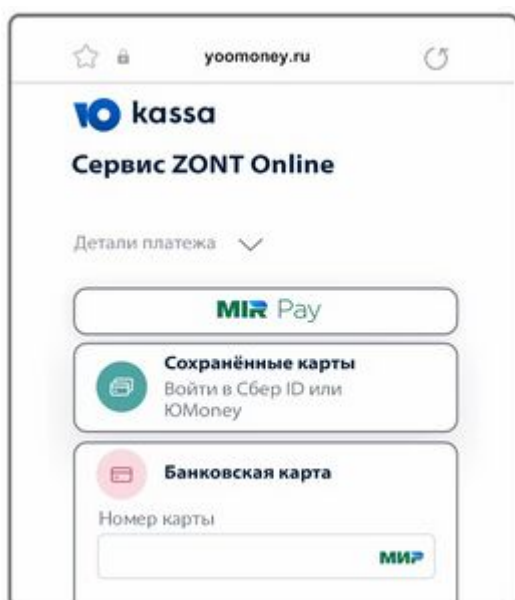 yoomoney.ru
Ю kassa
Сервис ZONT Online
Детали платежа
MIR Pay
Сохранённые карты
Войти в Сбер ID или
ЮMoney
Банковская карта
Номер карты
МИР